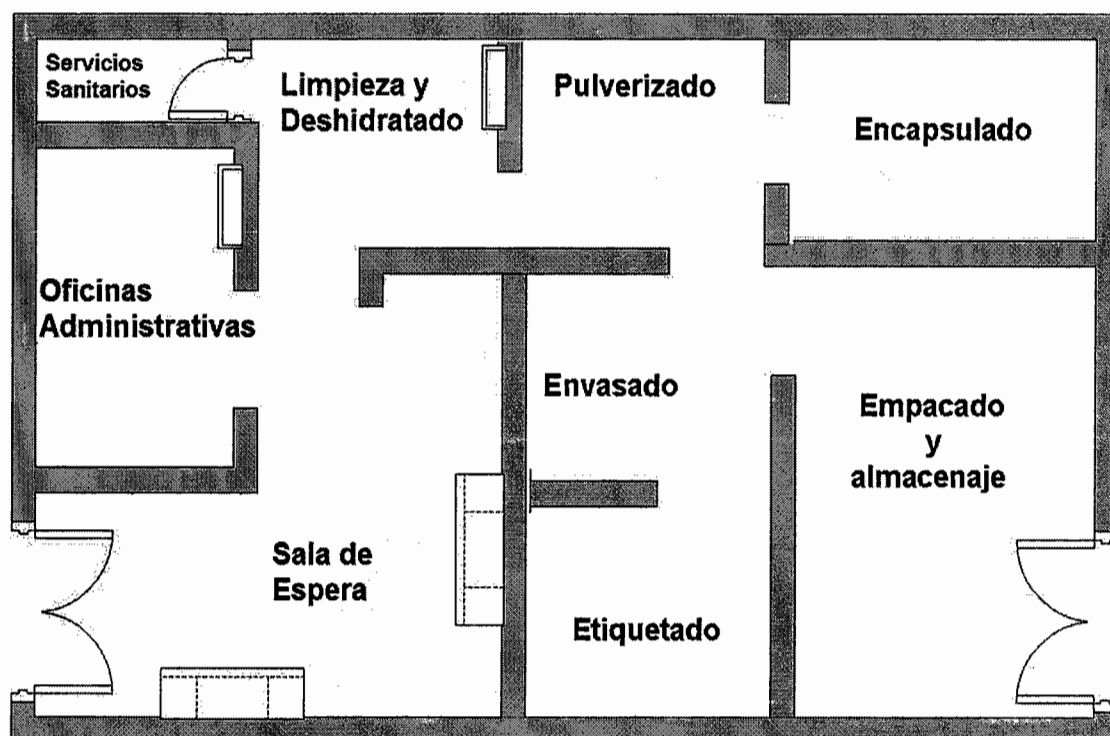 Servicios
Sanitarios
Limpieza y
Deshidratado
Pulverizado
Encapsulado
Oficinas
Administrativas
Envasado
Empacado
y
almacenaje
Sala de
Espera
Etiquetado